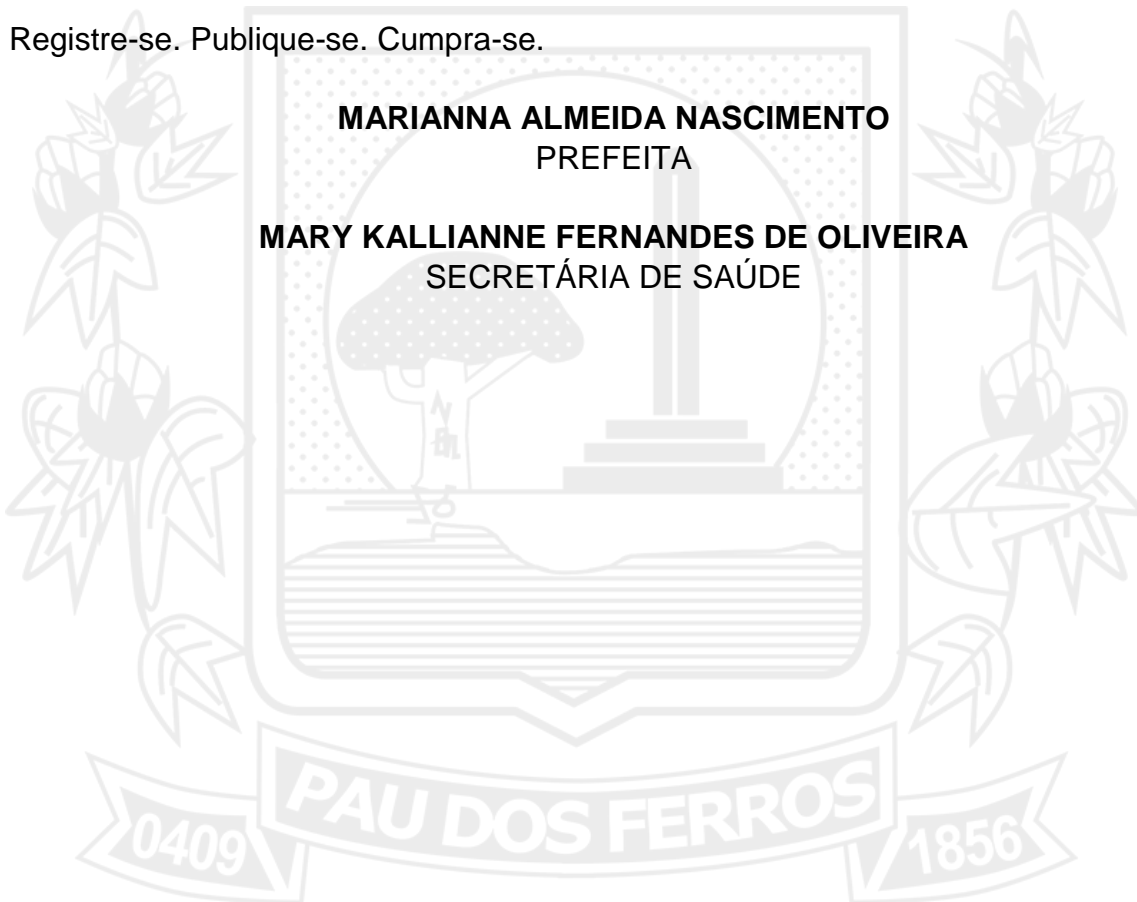 Registre-se. Publique-se. Cumpra-se.
MARIANNA ALMEIDA NASCIMENTO
PREFEITA
MARY KALLIANNE FERNANDES DE OLIVEIRA
SECRETÁRIA DE SAÚDE
PAU DOS FERROS
0409
1856